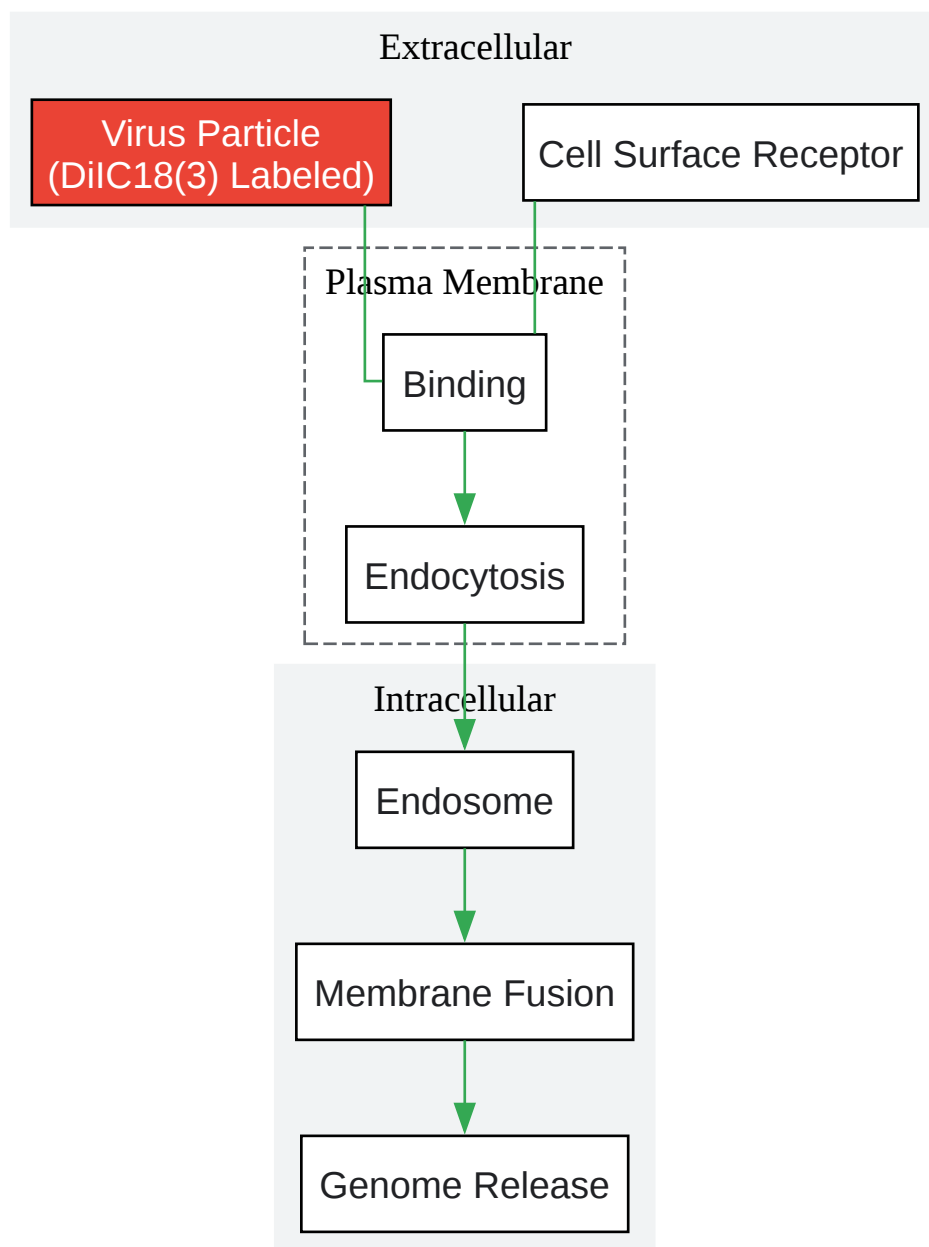 Extracellular
Virus Particle
(DiIC18(3) Labeled)
Cell Surface Receptor
Plasma Membrane
Binding
Endocytosis
Intracellular
Endosome
Membrane Fusion
Genome Release